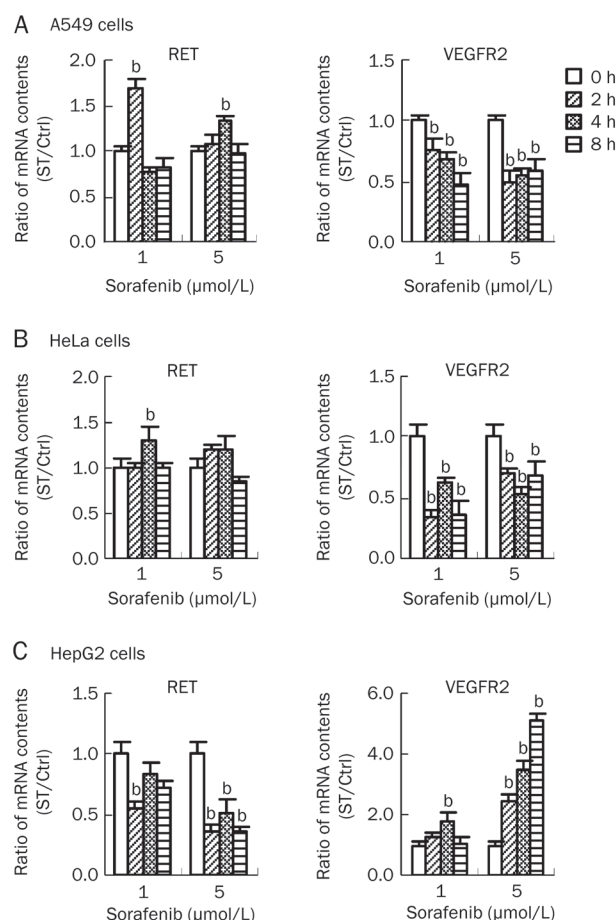 A A549 cells
RET
VEGFR2
Ratio of mRNA contents
(ST/Ctrl)
2.0
1.5
1.0
0.5
0.0
b
b
1 5
Sorafenib (μmol/L)
Ratio of mRNA contents
(ST/Ctrl)
1.5
1.0
0.5
0.0
b b b
b b b
1 5
Sorafenib (μmol/L)
0 h
2 h
4 h
8 h
B HeLa cells
RET
VEGFR2
Ratio of mRNA contents
(ST/Ctrl)
2.0
1.5
1.0
0.5
0.0
b
1 5
Sorafenib (μmol/L)
Ratio of mRNA contents
(ST/Ctrl)
1.5
1.0
0.5
0.0
b b b
b b b
1 5
Sorafenib (μmol/L)
C HepG2 cells
RET
VEGFR2
Ratio of mRNA contents
(ST/Ctrl)
1.5
1.0
0.5
0.0
b
b b b
1 5
Sorafenib (μmol/L)
Ratio of mRNA contents
(ST/Ctrl)
6.0
4.0
2.0
0.0
b
b b b
1 5
Sorafenib (μmol/L)